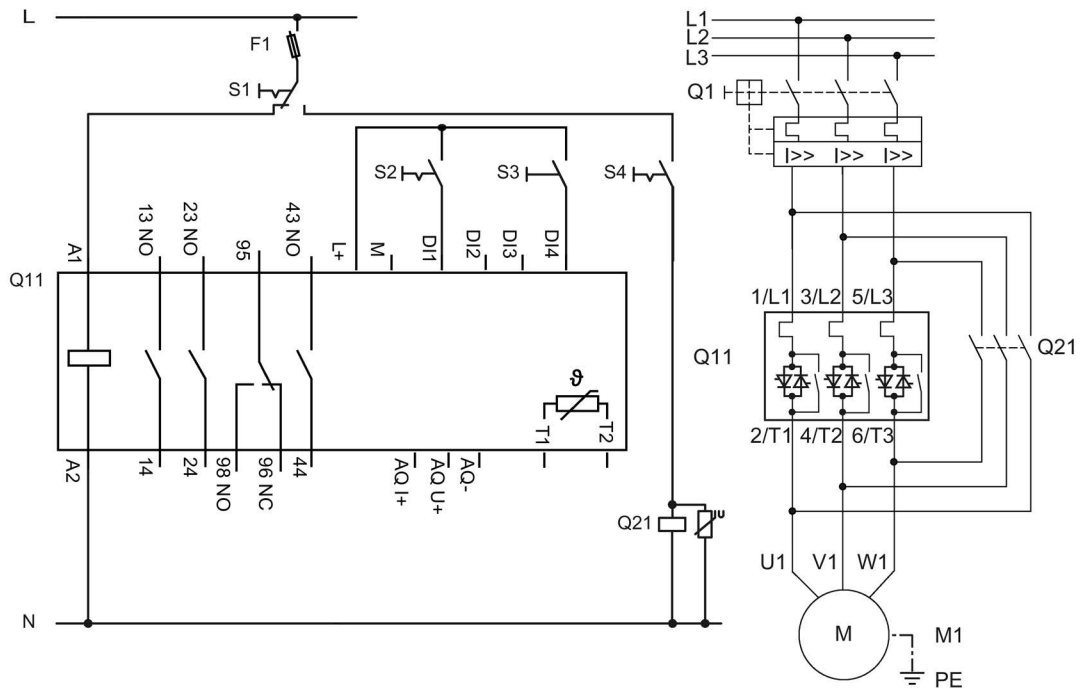 L
F1
S1
L1
L2
L3
Q1
I>> I>> I>>
S2
S3
S4
A1
13 NO
23 NO
95
43 NO
L+
M
DI1
DI2
DI3
DI4
Q11
ϑ
T1
T2
A2
14
24
98 NO
96 NC
44
AQ I+
AQ U+
AQ-
Q21
U
N
1/L1 3/L2 5/L3
Q11
Q21
2/T1 4/T2 6/T3
U1 V1 W1
M
M1
PE